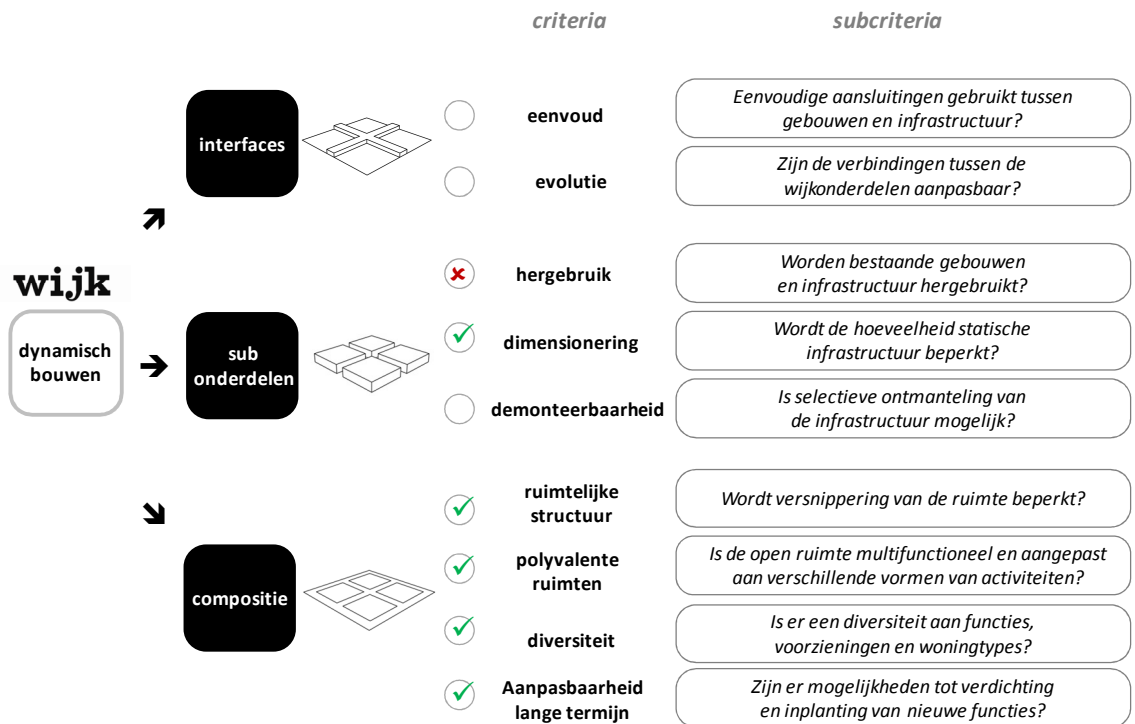 criteria
subcriteria
interfaces
eenvoud
Eenvoudige aansluitingen gebruikt tussen
gebouwen en infrastructuur?
evolutie
Zijn de verbindingen tussen de
wijkonderdelen aanpasbaar?
wijk
dynamisch
bouwen
sub
onderdelen
hergebruik
Worden bestaande gebouwen
en infrastructuur hergebruikt?
dimensionering
Wordt de hoeveelheid statische
infrastructuur beperkt?
demonteerbaarheid
Is selectieve ontmanteling van
de infrastructuur mogelijk?
compositie
ruimtelijke
structuur
Wordt versnippering van de ruimte beperkt?
polyvalente
ruimten
Is de open ruimte multifunctioneel en aangepast
aan verschillende vormen van activiteiten?
diversiteit
Is er een diversiteit aan functies,
voorzieningen en woningtypes?
Aanpasbaarheid
lange termijn
Zijn er mogelijkheden tot verdichting
en inplanting van nieuwe functies?